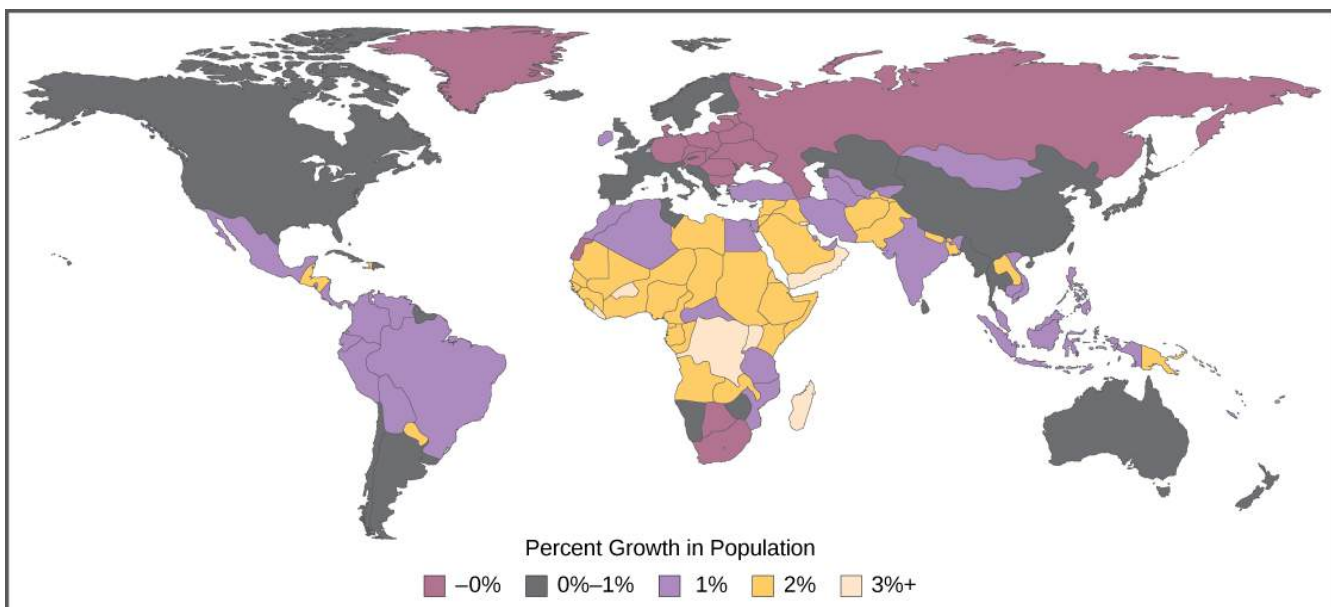 Percent Growth in Population
–0% 0%–1% 1% 2% 3%+